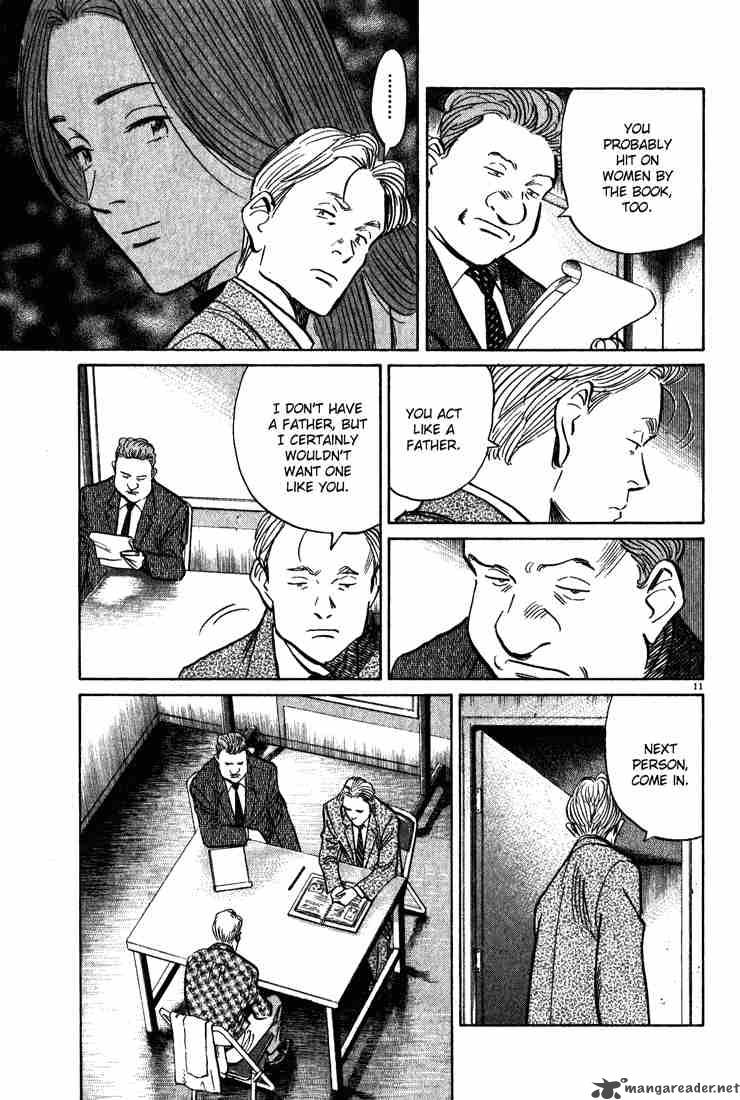 YOU
PROBABLY
HIT ON
WOMEN BY
THE BOOK,
TOO.
.........
YOU ACT
LIKE A
FATHER.
I DON'T HAVE
A FATHER, BUT
I CERTAINLY
WOULDN'T
WANT ONE
LIKE YOU.
11
NEXT
PERSON,
COME IN.
mangareader.net